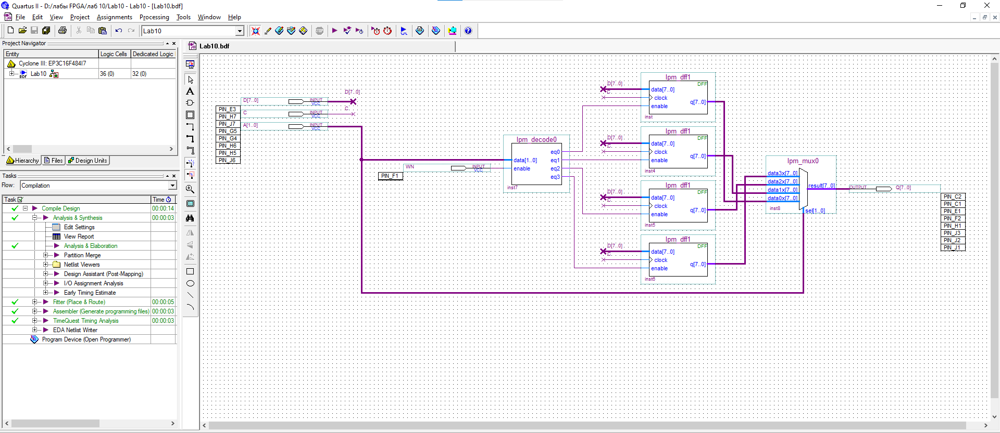 Quartus II - D:/лабы FPGA/лаб 10/Lab10 - Lab10 - [Lab10.bdf]
File Edit View Project Assignments Processing Tools Window Help
Lab10
Project Navigator
Entity Logic Cells Dedicated Logic
Cyclone III: EP3C16F484I7
Lab10 36 (0) 32 (0)
Hierarchy Files Design Units
Tasks
Flow: Compilation
Task Time
Compile Design 00:00:14
Analysis & Synthesis 00:00:03
Edit Settings
View Report
Analysis & Elaboration
Partition Merge
Netlist Viewers
Design Assistant (Post-Mapping)
I/O Assignment Analysis
Early Timing Estimate
Fitter (Place & Route) 00:00:05
Assembler (Generate programming files) 00:00:03
TimeQuest Timing Analysis 00:00:03
EDA Netlist Writer
Program Device (Open Programmer)
Lab10.bdf
D[7..0] INPUT VCC D[7..0]
C INPUT VCC C
A[1..0] INPUT VCC
PIN_E3
PIN_H7
PIN_J7
PIN_G5
PIN_G4
PIN_H6
PIN_H5
PIN_J6
WN INPUT VCC
PIN_F1
lpm_decode0
data[1..0]
enable
eq0
eq1
eq2
eq3
inst7
lpm_dff1
DFF
D[7..0]
C
data[7..0]
clock
enable
q[7..0]
inst
lpm_dff1
DFF
D[7..0]
C
data[7..0]
clock
enable
q[7..0]
inst4
lpm_dff1
DFF
D[7..0]
C
data[7..0]
clock
enable
q[7..0]
inst5
lpm_dff1
DFF
D[7..0]
C
data[7..0]
clock
enable
q[7..0]
inst6
lpm_mux0
data3x[7..0]
data2x[7..0]
data1x[7..0]
data0x[7..0]
result[7..0]
sel[1..0]
inst8
OUTPUT Q[7..0]
PIN_C2
PIN_C1
PIN_E1
PIN_F2
PIN_H1
PIN_J3
PIN_J2
PIN_J1